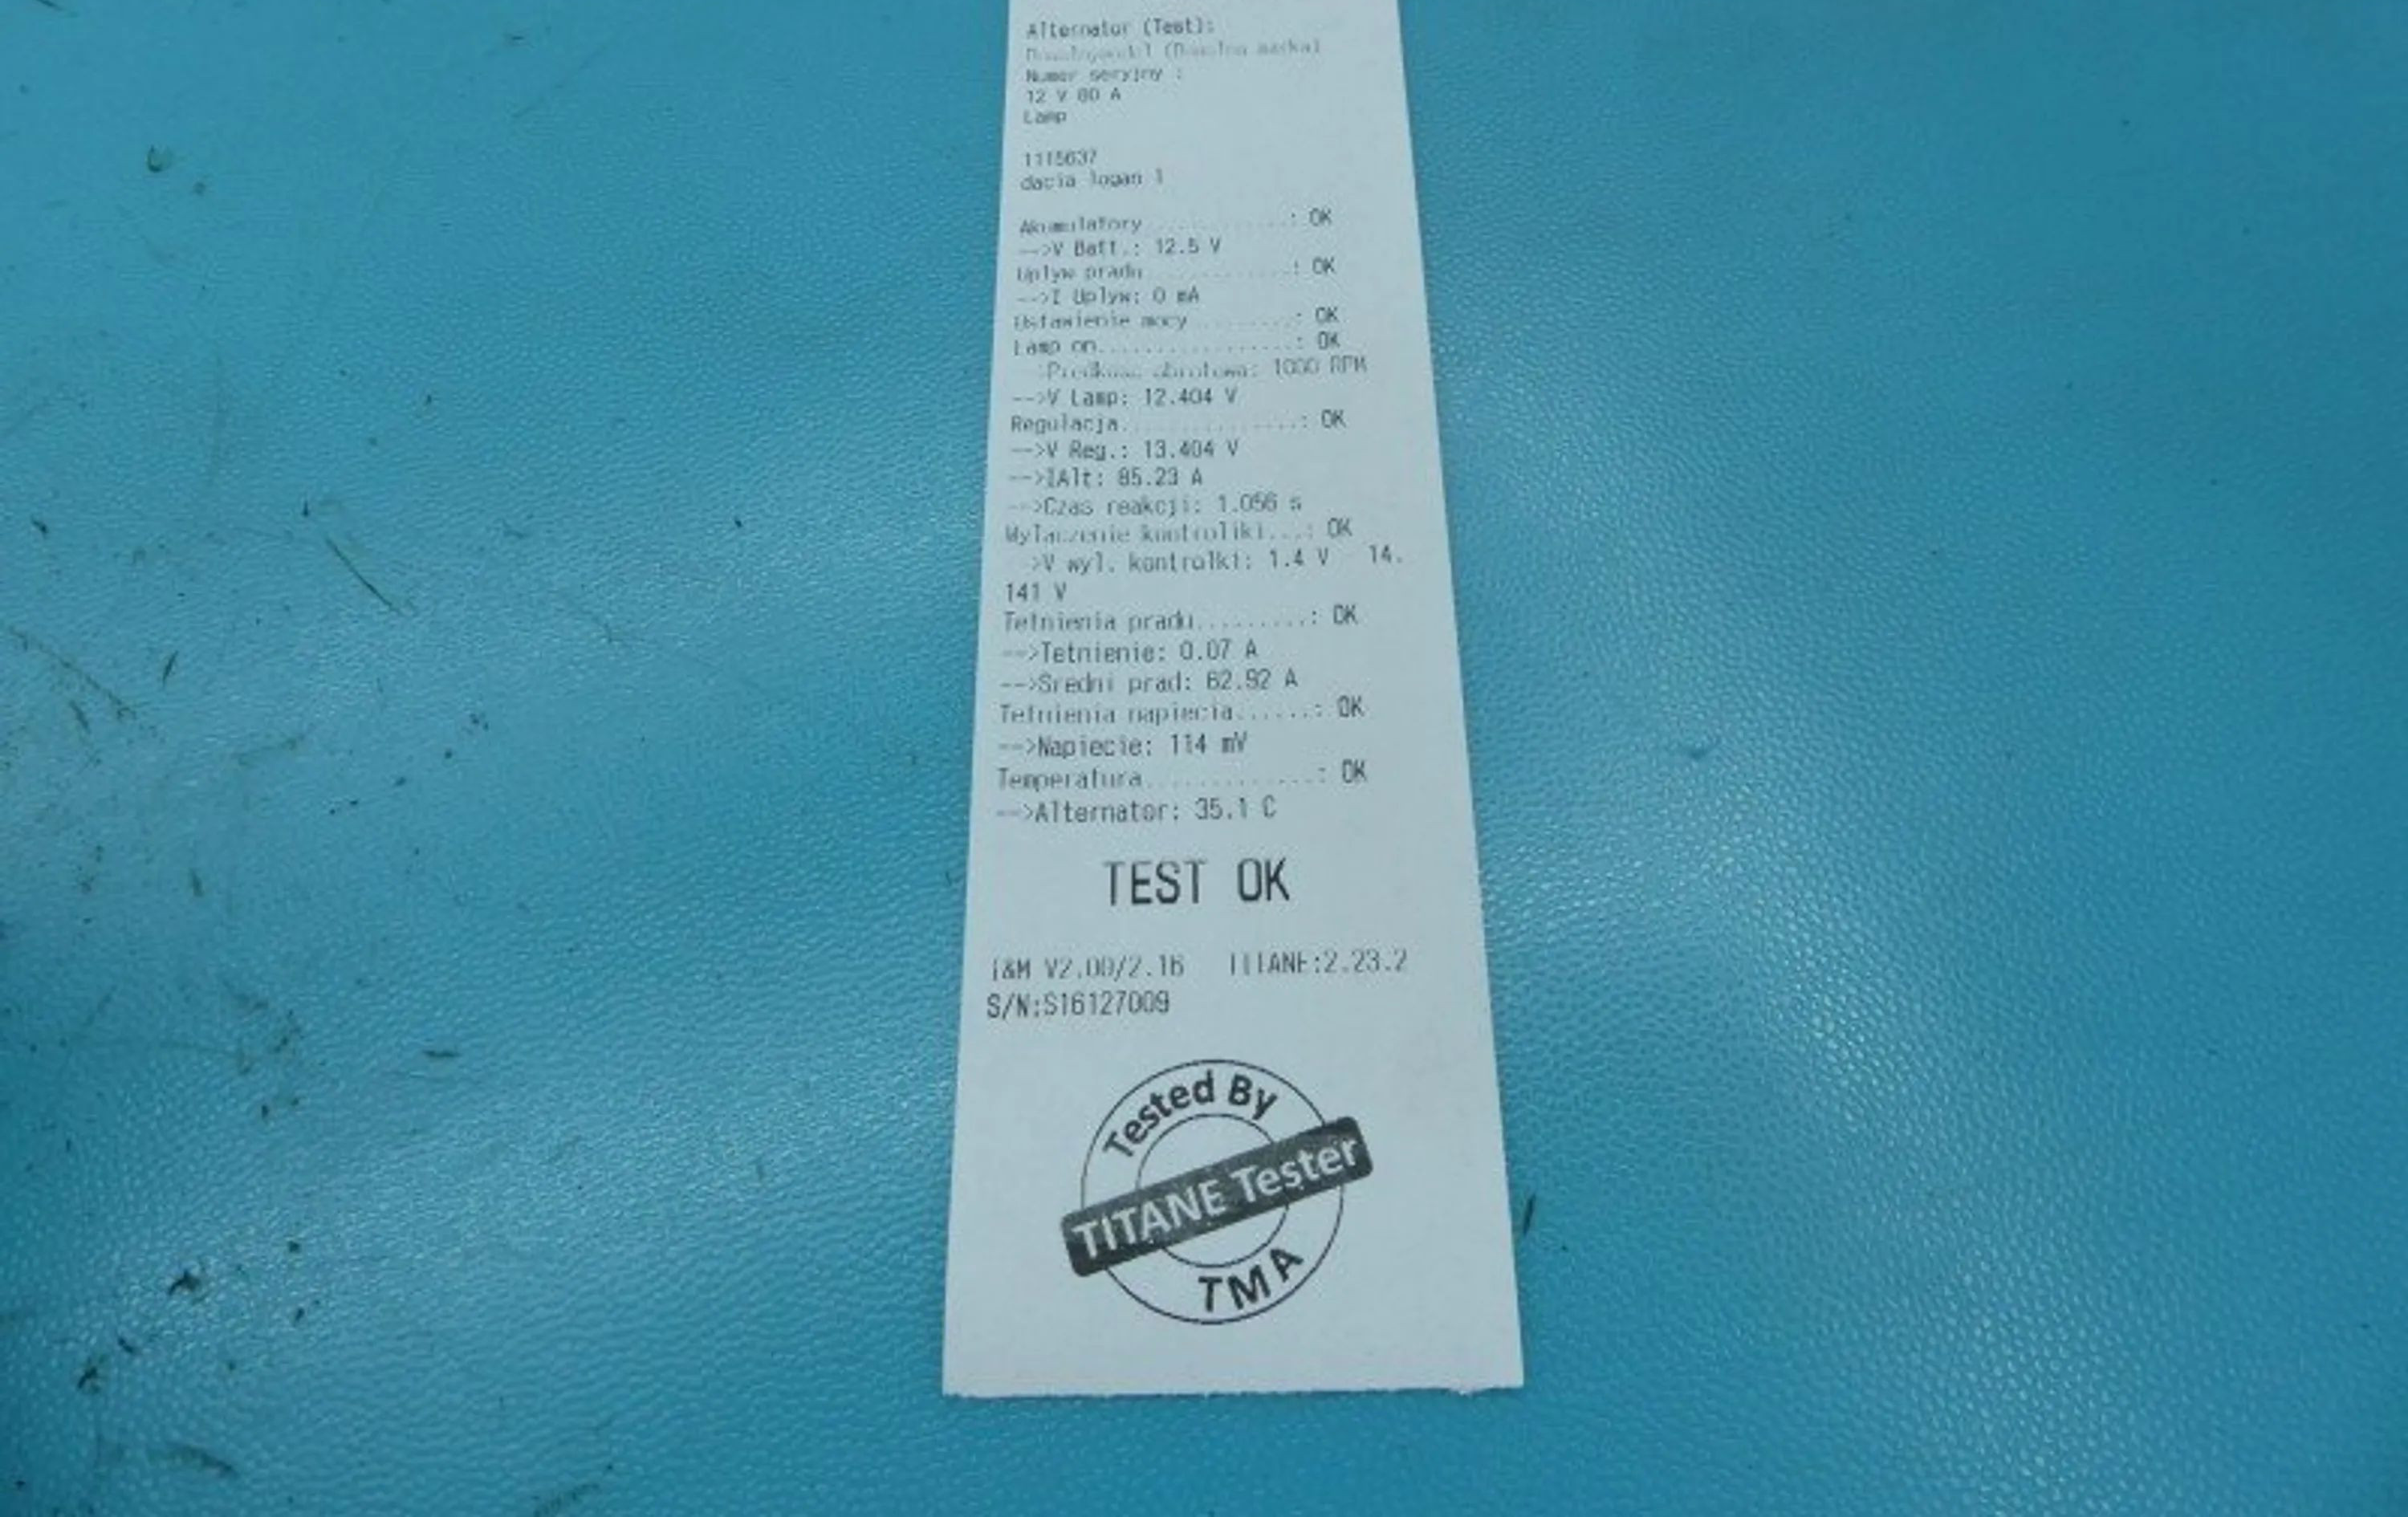 Alternator (Test):
Numer seryjny :
12 V 80 A
Lamp
1115637
dacia logan 1
Akumulatory.............: OK
-->V Batt.: 12.5 V
Uplyw pradu.............: OK
-->I Uplyw: 0 mA
Ustawienie mocy.........: OK
Lamp on.................: OK
Predkosc obrotowa: 1000 RPM
-->V Lamp: 12.404 V
Regulacja...............: OK
-->V Reg.: 13.404 V
-->IAlt: 85.23 A
-->Czas reakcji: 1.056 s
Wylaczenie kontrolki...: OK
-->V wyl. kontrolki: 1.4 V 14.
141 V
Tetnienia pradu.........: OK
-->Tetnienie: 0.07 A
-->Sredni prad: 62.92 A
Tetnienia napiecia......: OK
-->Napiecie: 114 mV
Temperatura.............: OK
-->Alternator: 35.1 C
TEST OK
I&M V2.00/2.16 TITANE:2.23.2
S/N:S16127009
Tested By
TITANE Tester
TMA